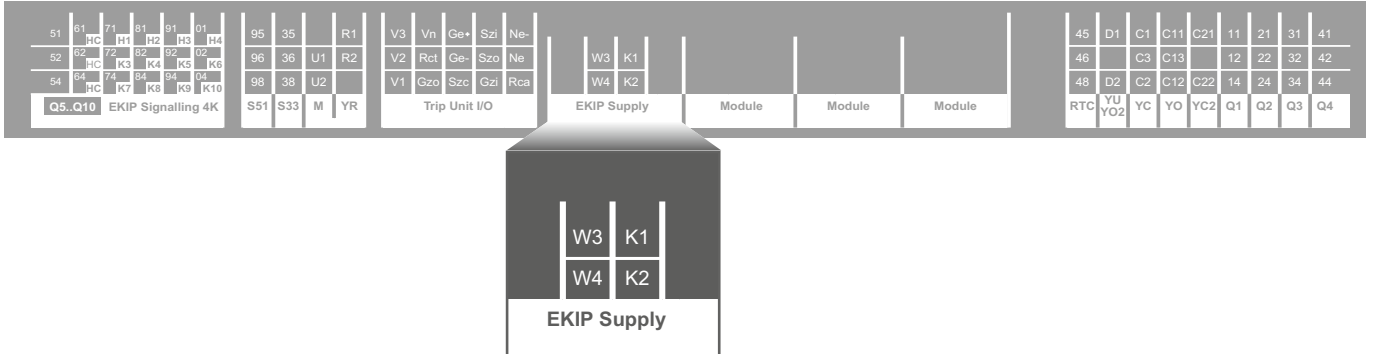 51 61 HC 71 H1 81 H2 91 H3 01 H4 95 35 R1 V3 Vn Ge+ Szi Ne- 45 D1 C1 C11 C21 11 21 31 41
52 62 HC 72 K3 82 K4 92 K5 02 K6 96 36 U1 R2 V2 Rct Ge- Szo Ne W3 K1 46 C3 C13 12 22 32 42
54 64 HC 74 K7 84 K8 94 K9 04 K10 98 38 U2 V1 Gzo Szc Gzi Rca W4 K2 48 D2 C2 C12 C22 14 24 34 44
Q5..Q10 EKIP Signalling 4K S51 S33 M YR Trip Unit I/O EKIP Supply Module Module Module RTC YU YO2 YC YO YC2 Q1 Q2 Q3 Q4
W3 K1
W4 K2
EKIP Supply